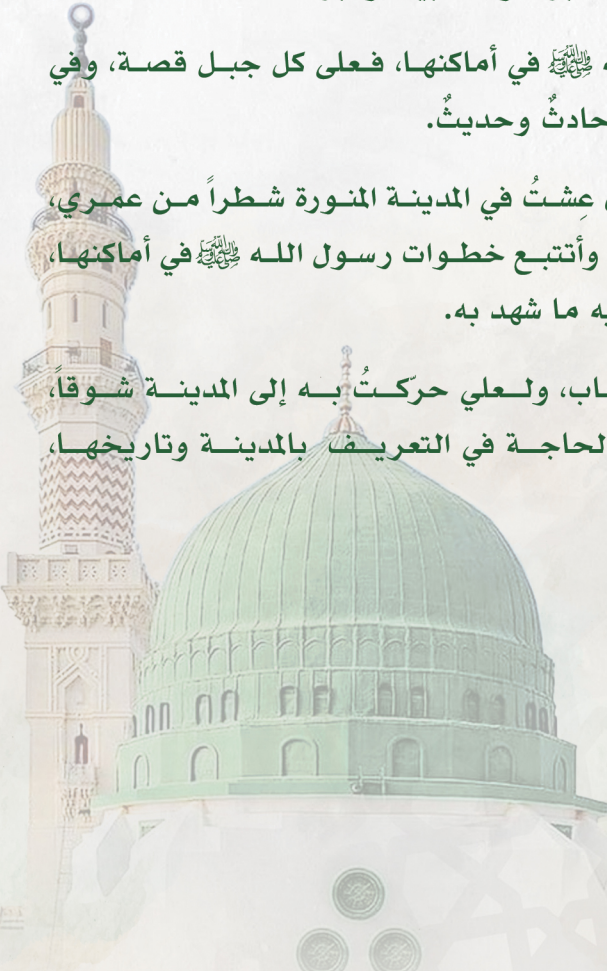 ﷺ في أماكنها، فعلى كل جبل قصة، وفي
حادثٌ وحديثٌ.
عِشتُ في المدينة المنورة شطراً من عمري،
وأتتبع خطوات رسول الله ﷺ في أماكنها،
به ما شهد به.
ولعلي حرّكتُ به إلى المدينة شوقاً،
الحاجة في التعريف بالمدينة وتاريخها،